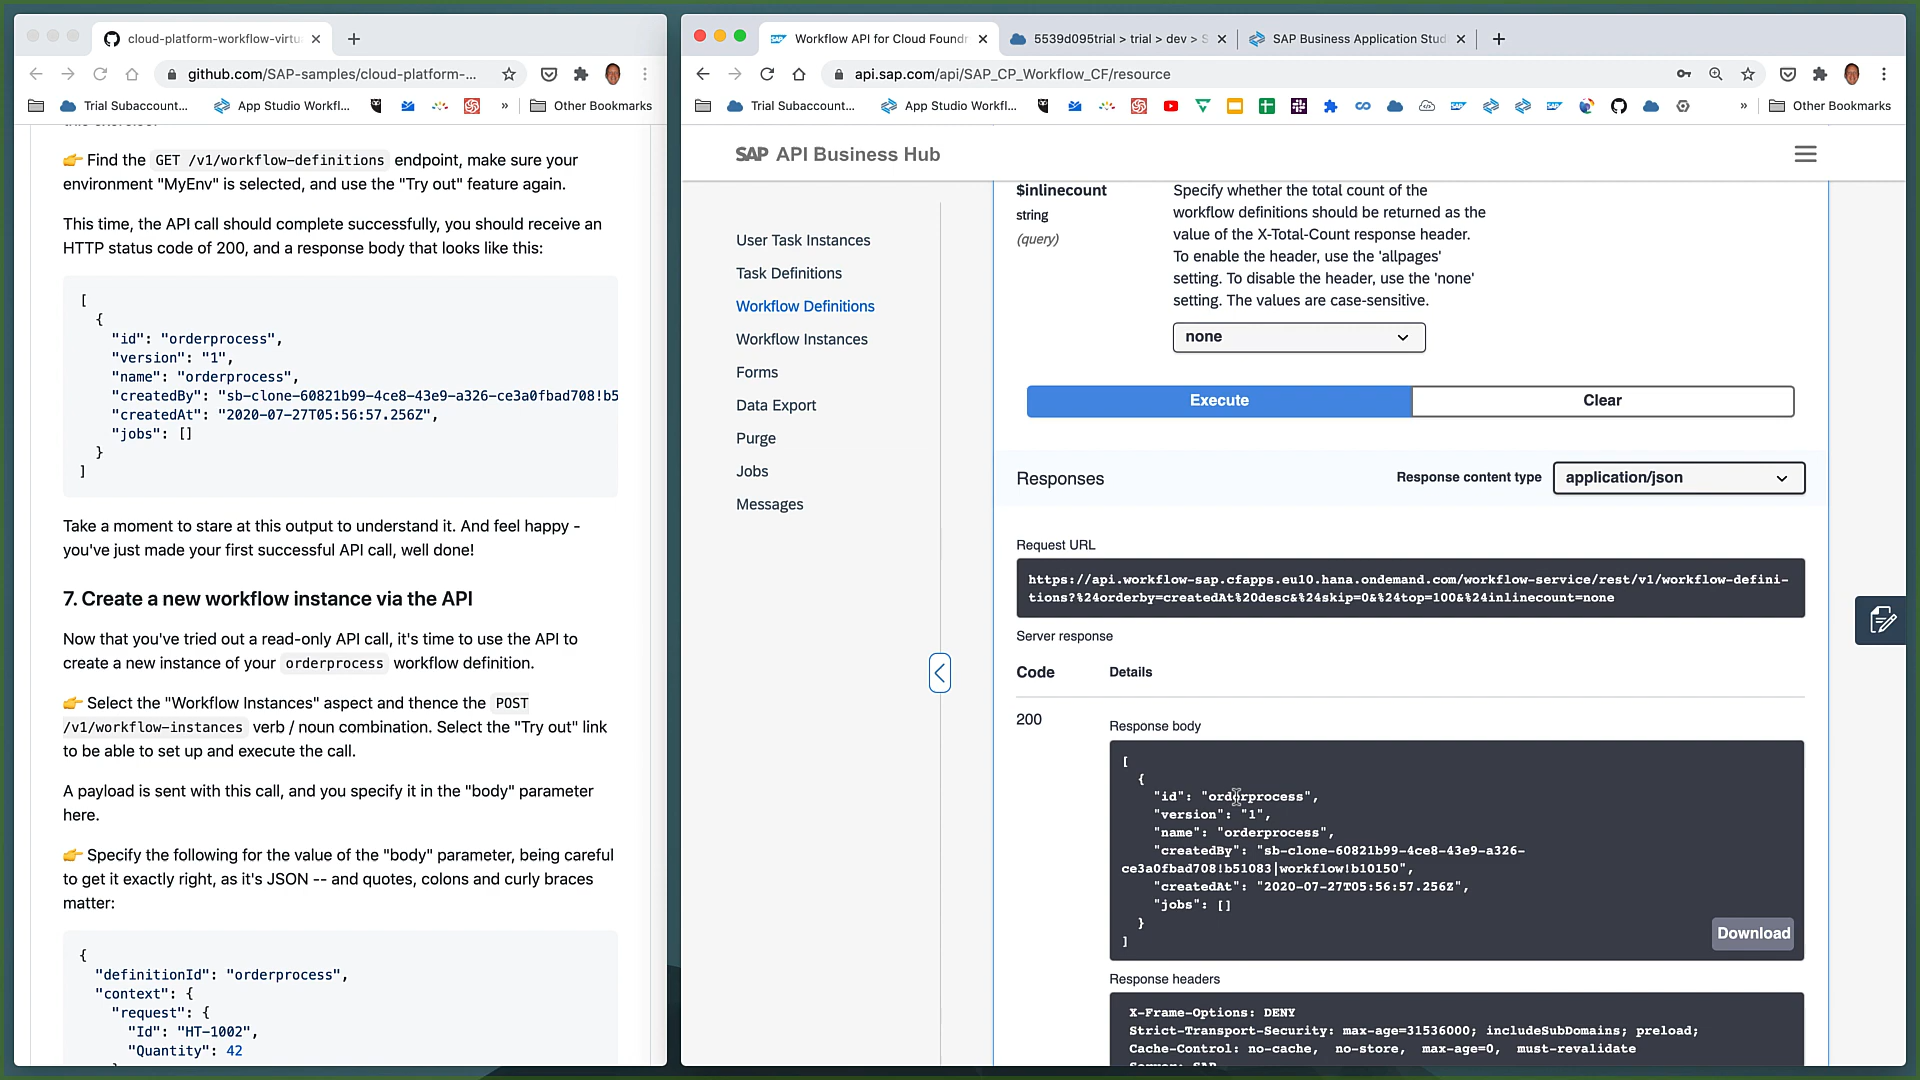 cloud-platform-workflow-virtu
github.com/SAP-samples/cloud-platform-...
Trial Subaccount...
App Studio Workfl...
»
Other Bookmarks
👉 Find the GET /v1/workflow-definitions endpoint, make sure your
environment "MyEnv" is selected, and use the "Try out" feature again.
This time, the API call should complete successfully, you should receive an
HTTP status code of 200, and a response body that looks like this:
[
{
"id": "orderprocess",
"version": "1",
"name": "orderprocess",
"createdBy": "sb-clone-60821b99-4ce8-43e9-a326-ce3a0fbad708!b5
"createdAt": "2020-07-27T05:56:57.256Z",
"jobs": []
}
]
Take a moment to stare at this output to understand it. And feel happy -
you've just made your first successful API call, well done!
7. Create a new workflow instance via the API
Now that you've tried out a read-only API call, it's time to use the API to
create a new instance of your orderprocess workflow definition.
👉 Select the "Workflow Instances" aspect and thence the POST
/v1/workflow-instances verb / noun combination. Select the "Try out" link
to be able to set up and execute the call.
A payload is sent with this call, and you specify it in the "body" parameter
here.
👉 Specify the following for the value of the "body" parameter, being careful
to get it exactly right, as it's JSON -- and quotes, colons and curly braces
matter:
{
"definitionId": "orderprocess",
"context": {
"request": {
"Id": "HT-1002",
"Quantity": 42
Workflow API for Cloud Foundr
5539d095trial > trial > dev > S
SAP Business Application Stud
api.sap.com/api/SAP_CP_Workflow_CF/resource
Trial Subaccount...
App Studio Workfl...
»
Other Bookmarks
SAP API Business Hub
User Task Instances
Task Definitions
Workflow Definitions
Workflow Instances
Forms
Data Export
Purge
Jobs
Messages
$inlinecount
string
(query)
Specify whether the total count of the
workflow definitions should be returned as the
value of the X-Total-Count response header.
To enable the header, use the 'allpages'
setting. To disable the header, use the 'none'
setting. The values are case-sensitive.
none
Execute
Clear
Responses
Response content type
application/json
Request URL
https://api.workflow-sap.cfapps.eu10.hana.ondemand.com/workflow-service/rest/v1/workflow-defini-
tions?%24orderby=createdAt%20desc&%24skip=0&%24top=100&%24inlinecount=none
Server response
Code
Details
200
Response body
[
{
"id": "orderprocess",
"version": "1",
"name": "orderprocess",
"createdBy": "sb-clone-60821b99-4ce8-43e9-a326-
ce3a0fbad708!b51083|workflow!b10150",
"createdAt": "2020-07-27T05:56:57.256Z",
"jobs": []
}
]
Download
Response headers
X-Frame-Options: DENY
Strict-Transport-Security: max-age=31536000; includeSubDomains; preload;
Cache-Control: no-cache, no-store, max-age=0, must-revalidate